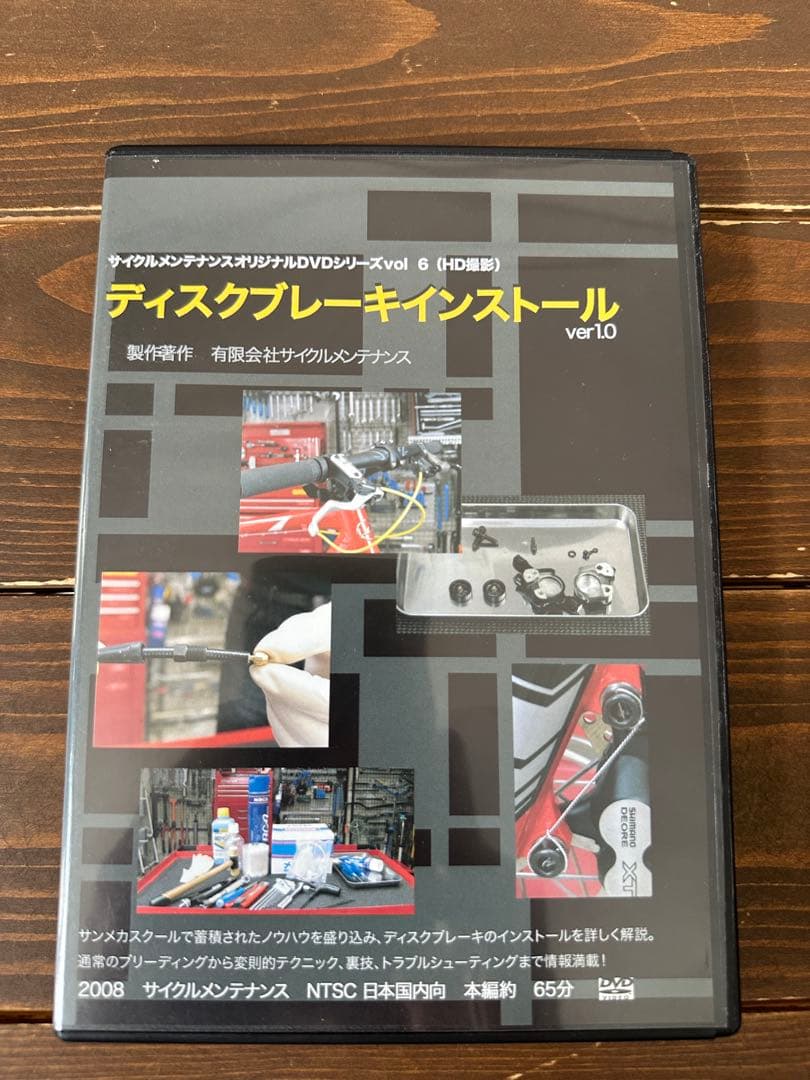 サイクルメンテナンスオリジナルDVDシリーズvol 6（HD撮影）
ディスクブレーキインストール
ver1.0
製作著作　有限会社サイクルメンテナンス
SHIMANO
DEORE
XT
サンメカスクールで蓄積されたノウハウを盛り込み、ディスクブレーキのインストールを詳しく解説。
通常のブリーディングから変則的テクニック、裏技、トラブルシューティングまで情報満載！
2008　サイクルメンテナンス　NTSC 日本国内向　本編約　65分
DVD
VIDEO